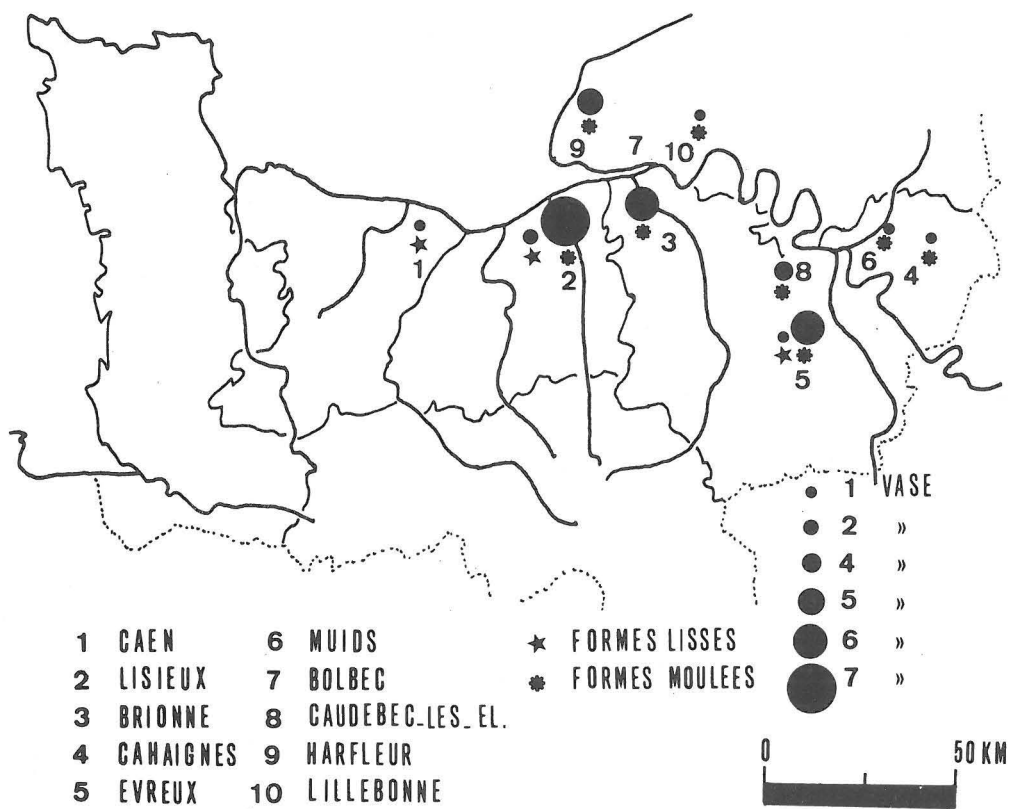 9
7
10
3
1
2
6
4
8
5
1 VASE
2 »
4 »
5 »
6 »
7 »
1 CAEN
2 LISIEUX
3 BRIONNE
4 CAHAIGNES
5 EVREUX
6 MUIDS
7 BOLBEC
8 CAUDEBEC_LES_EL.
9 HARFLEUR
10 LILLEBONNE
★ FORMES LISSES
✹ FORMES MOULEES
0 50 KM